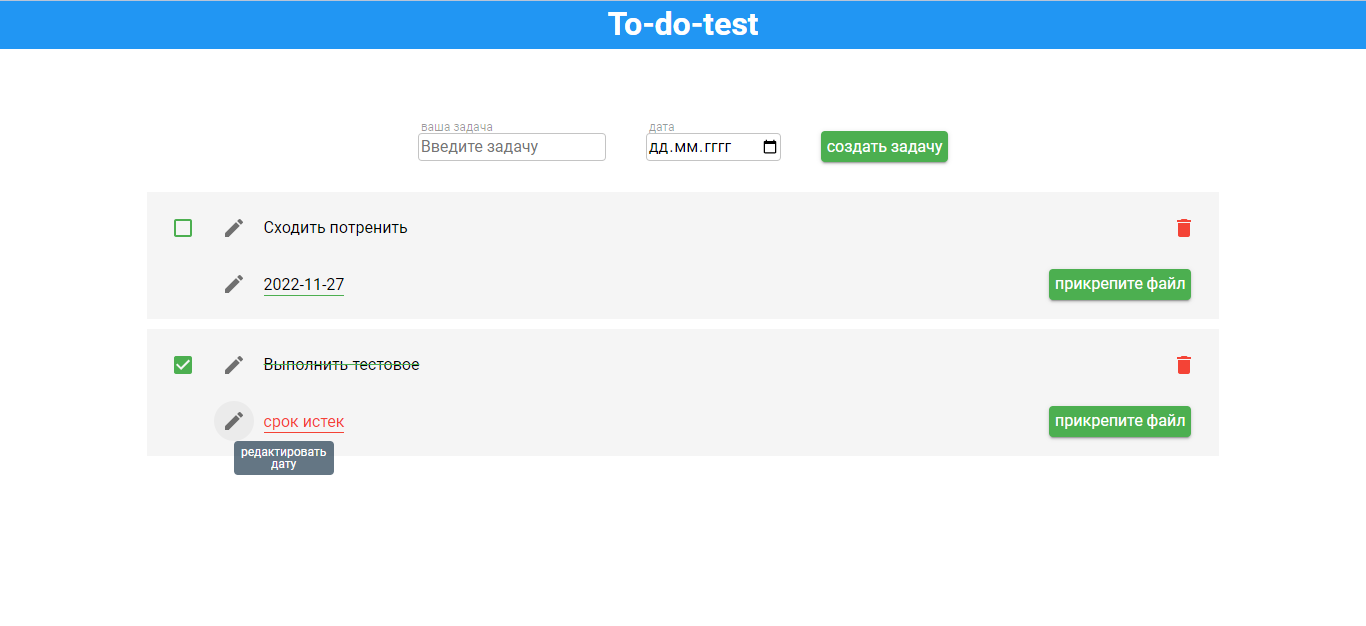 To-do-test
ваша задача
дата
Введите задачу
дд.мм.гггг
создать задачу
Сходить потренить
2022-11-27
прикрепите файл
Выполнить тестовое
срок истек
прикрепите файл
редактировать
дату